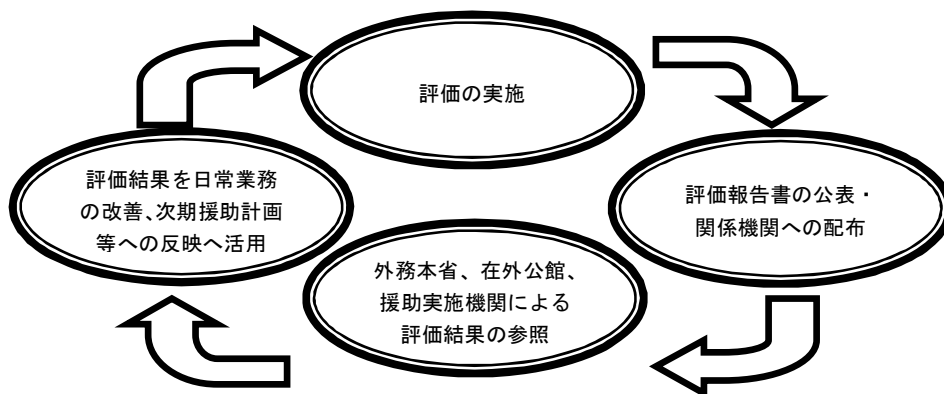 評価の実施
評価報告書の公表・
関係機関への配布
外務本省、在外公館、
援助実施機関による
評価結果の参照
評価結果を日常業務
の改善、次期援助計画
等への反映へ活用